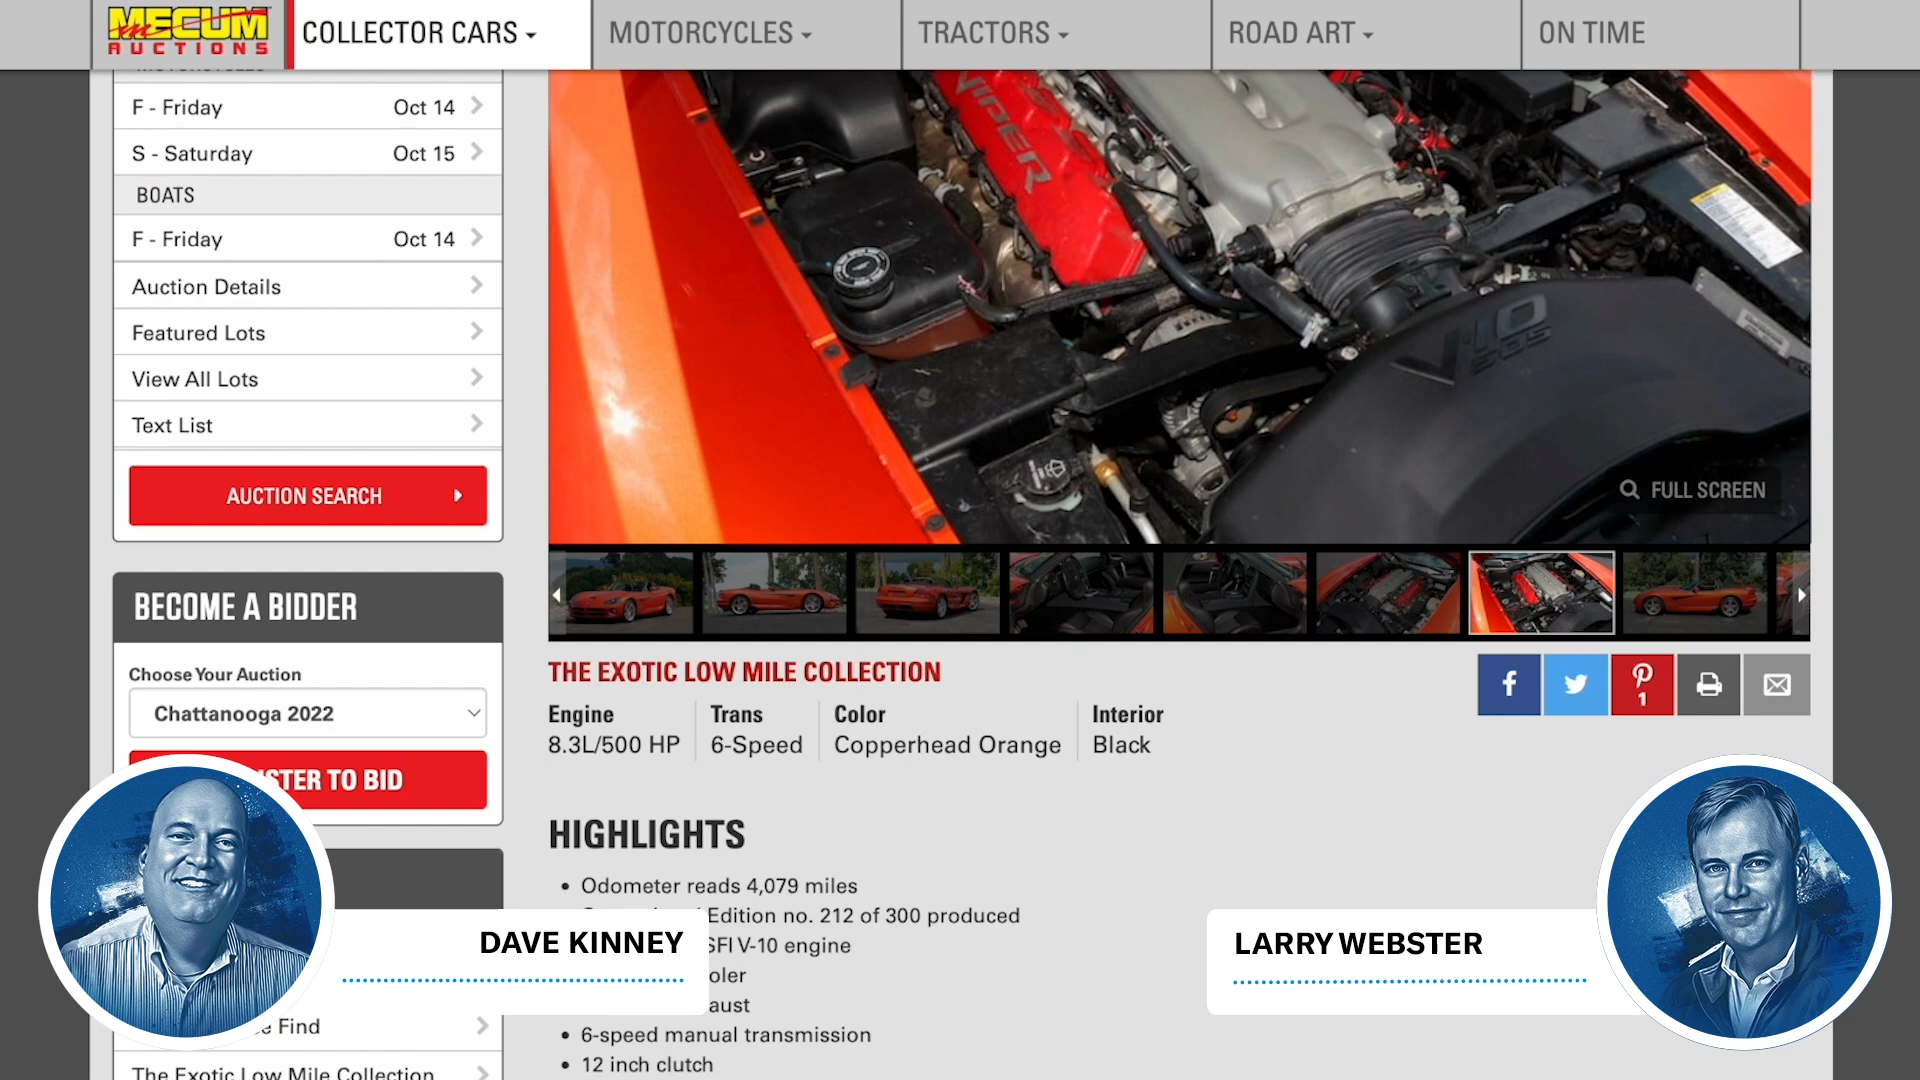 MECUM
AUCTIONS
COLLECTOR CARS
MOTORCYCLES
TRACTORS
ROAD ART
ON TIME
F - Friday Oct 14
S - Saturday Oct 15
BOATS
F - Friday Oct 14
Auction Details
Featured Lots
View All Lots
Text List
AUCTION SEARCH
BECOME A BIDDER
Choose Your Auction
Chattanooga 2022
TO BID
VIPER
V-10
FULL SCREEN
THE EXOTIC LOW MILE COLLECTION
1
Engine Trans Color Interior
8.3L/500 HP 6-Speed Copperhead Orange Black
HIGHLIGHTS
Odometer reads 4,079 miles
Edition no. 212 of 300 produced
SFI V-10 engine
6-speed manual transmission
12 inch clutch
DAVE KINNEY
LARRY WEBSTER
Find
The Exotic Low Mile Collection